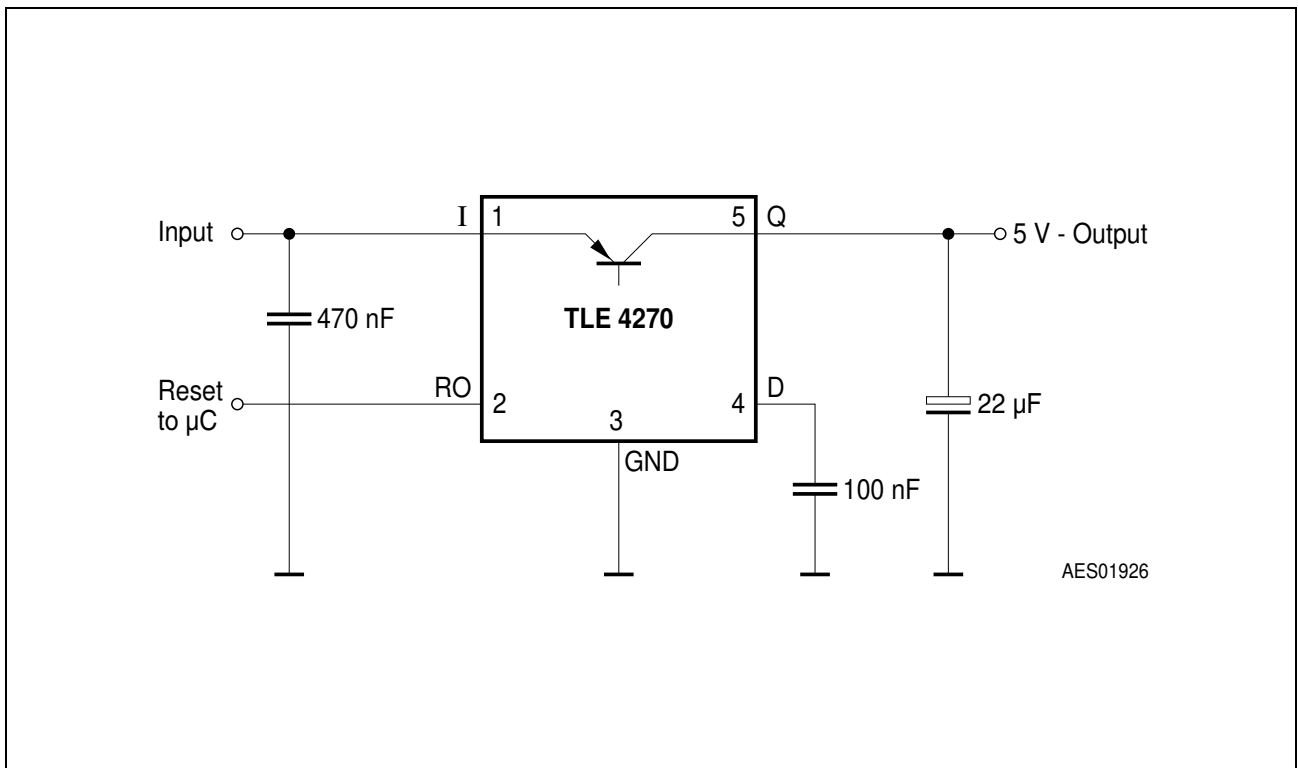 I 1
5 Q
Input
5 V - Output
TLE 4270
470 nF
Reset
to µC
RO
2
D
4
3
GND
22 µF
100 nF
AES01926